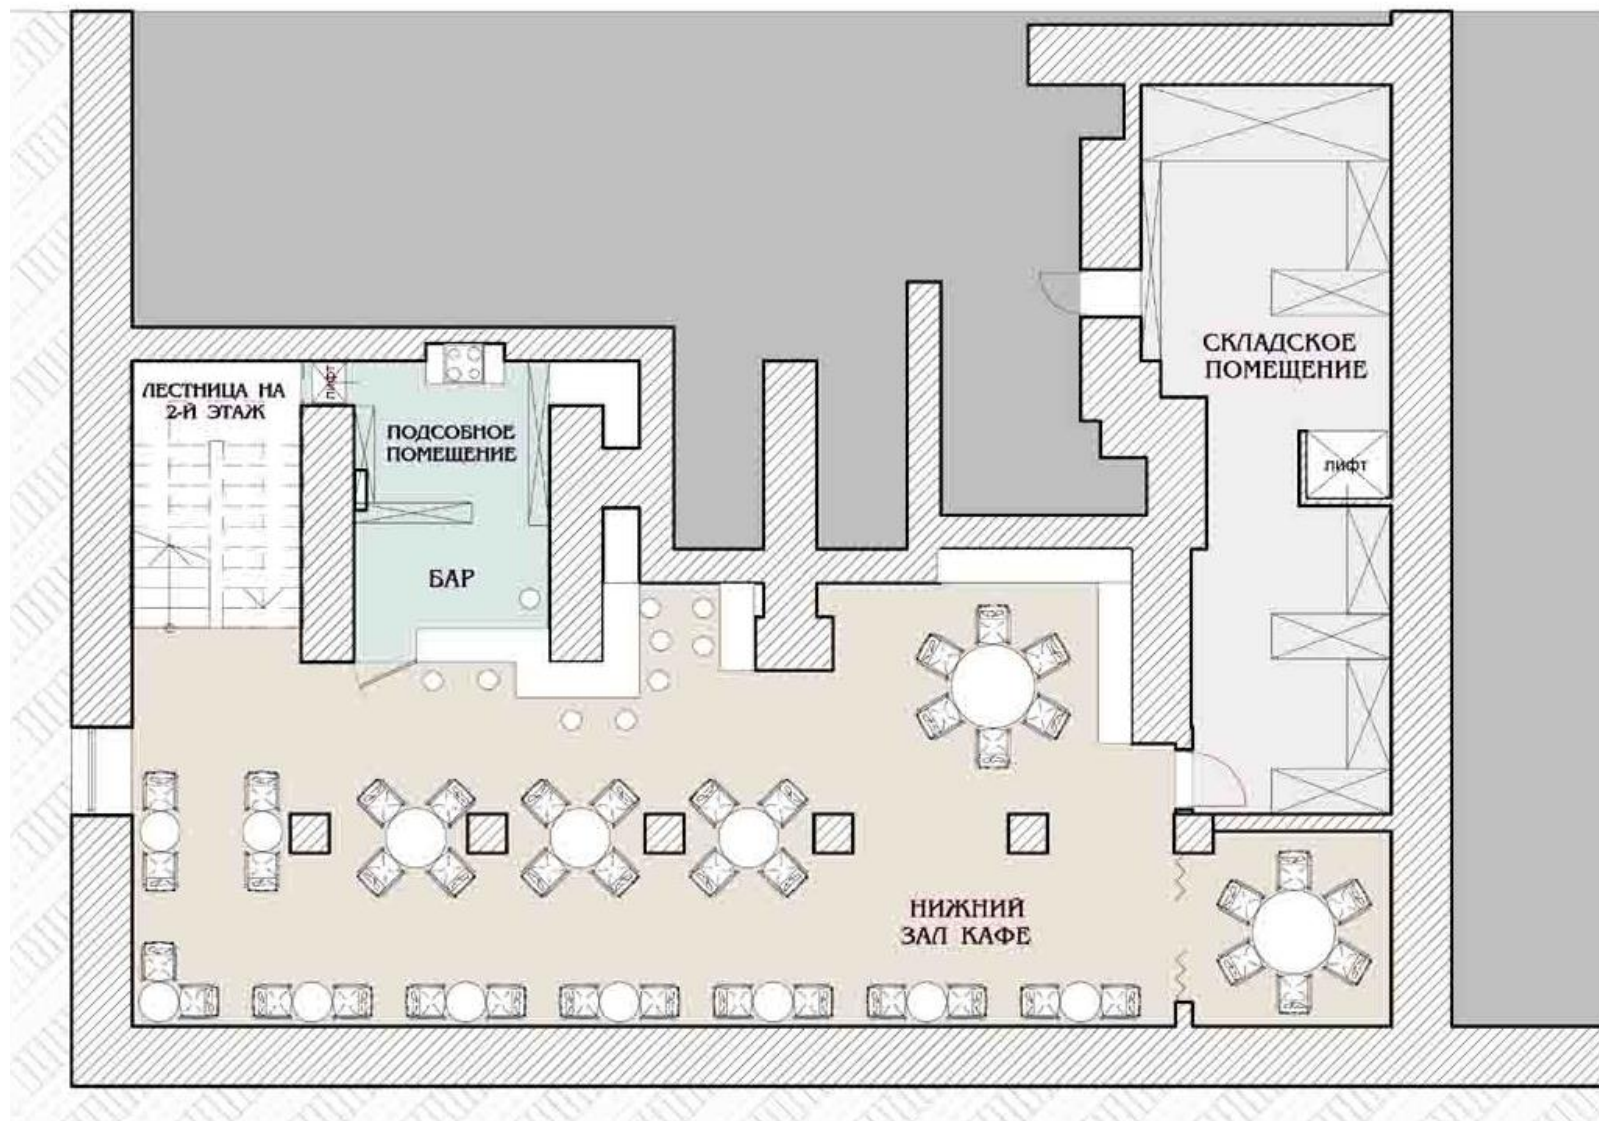 ЛЕСТНИЦА НА
2-Й ЭТАЖ
лифт
ПОДСОБНОЕ
ПОМЕЩЕНИЕ
БАР
СКЛАДСКОЕ
ПОМЕЩЕНИЕ
лифт
НИЖНИЙ
ЗАЛ КАФЕ